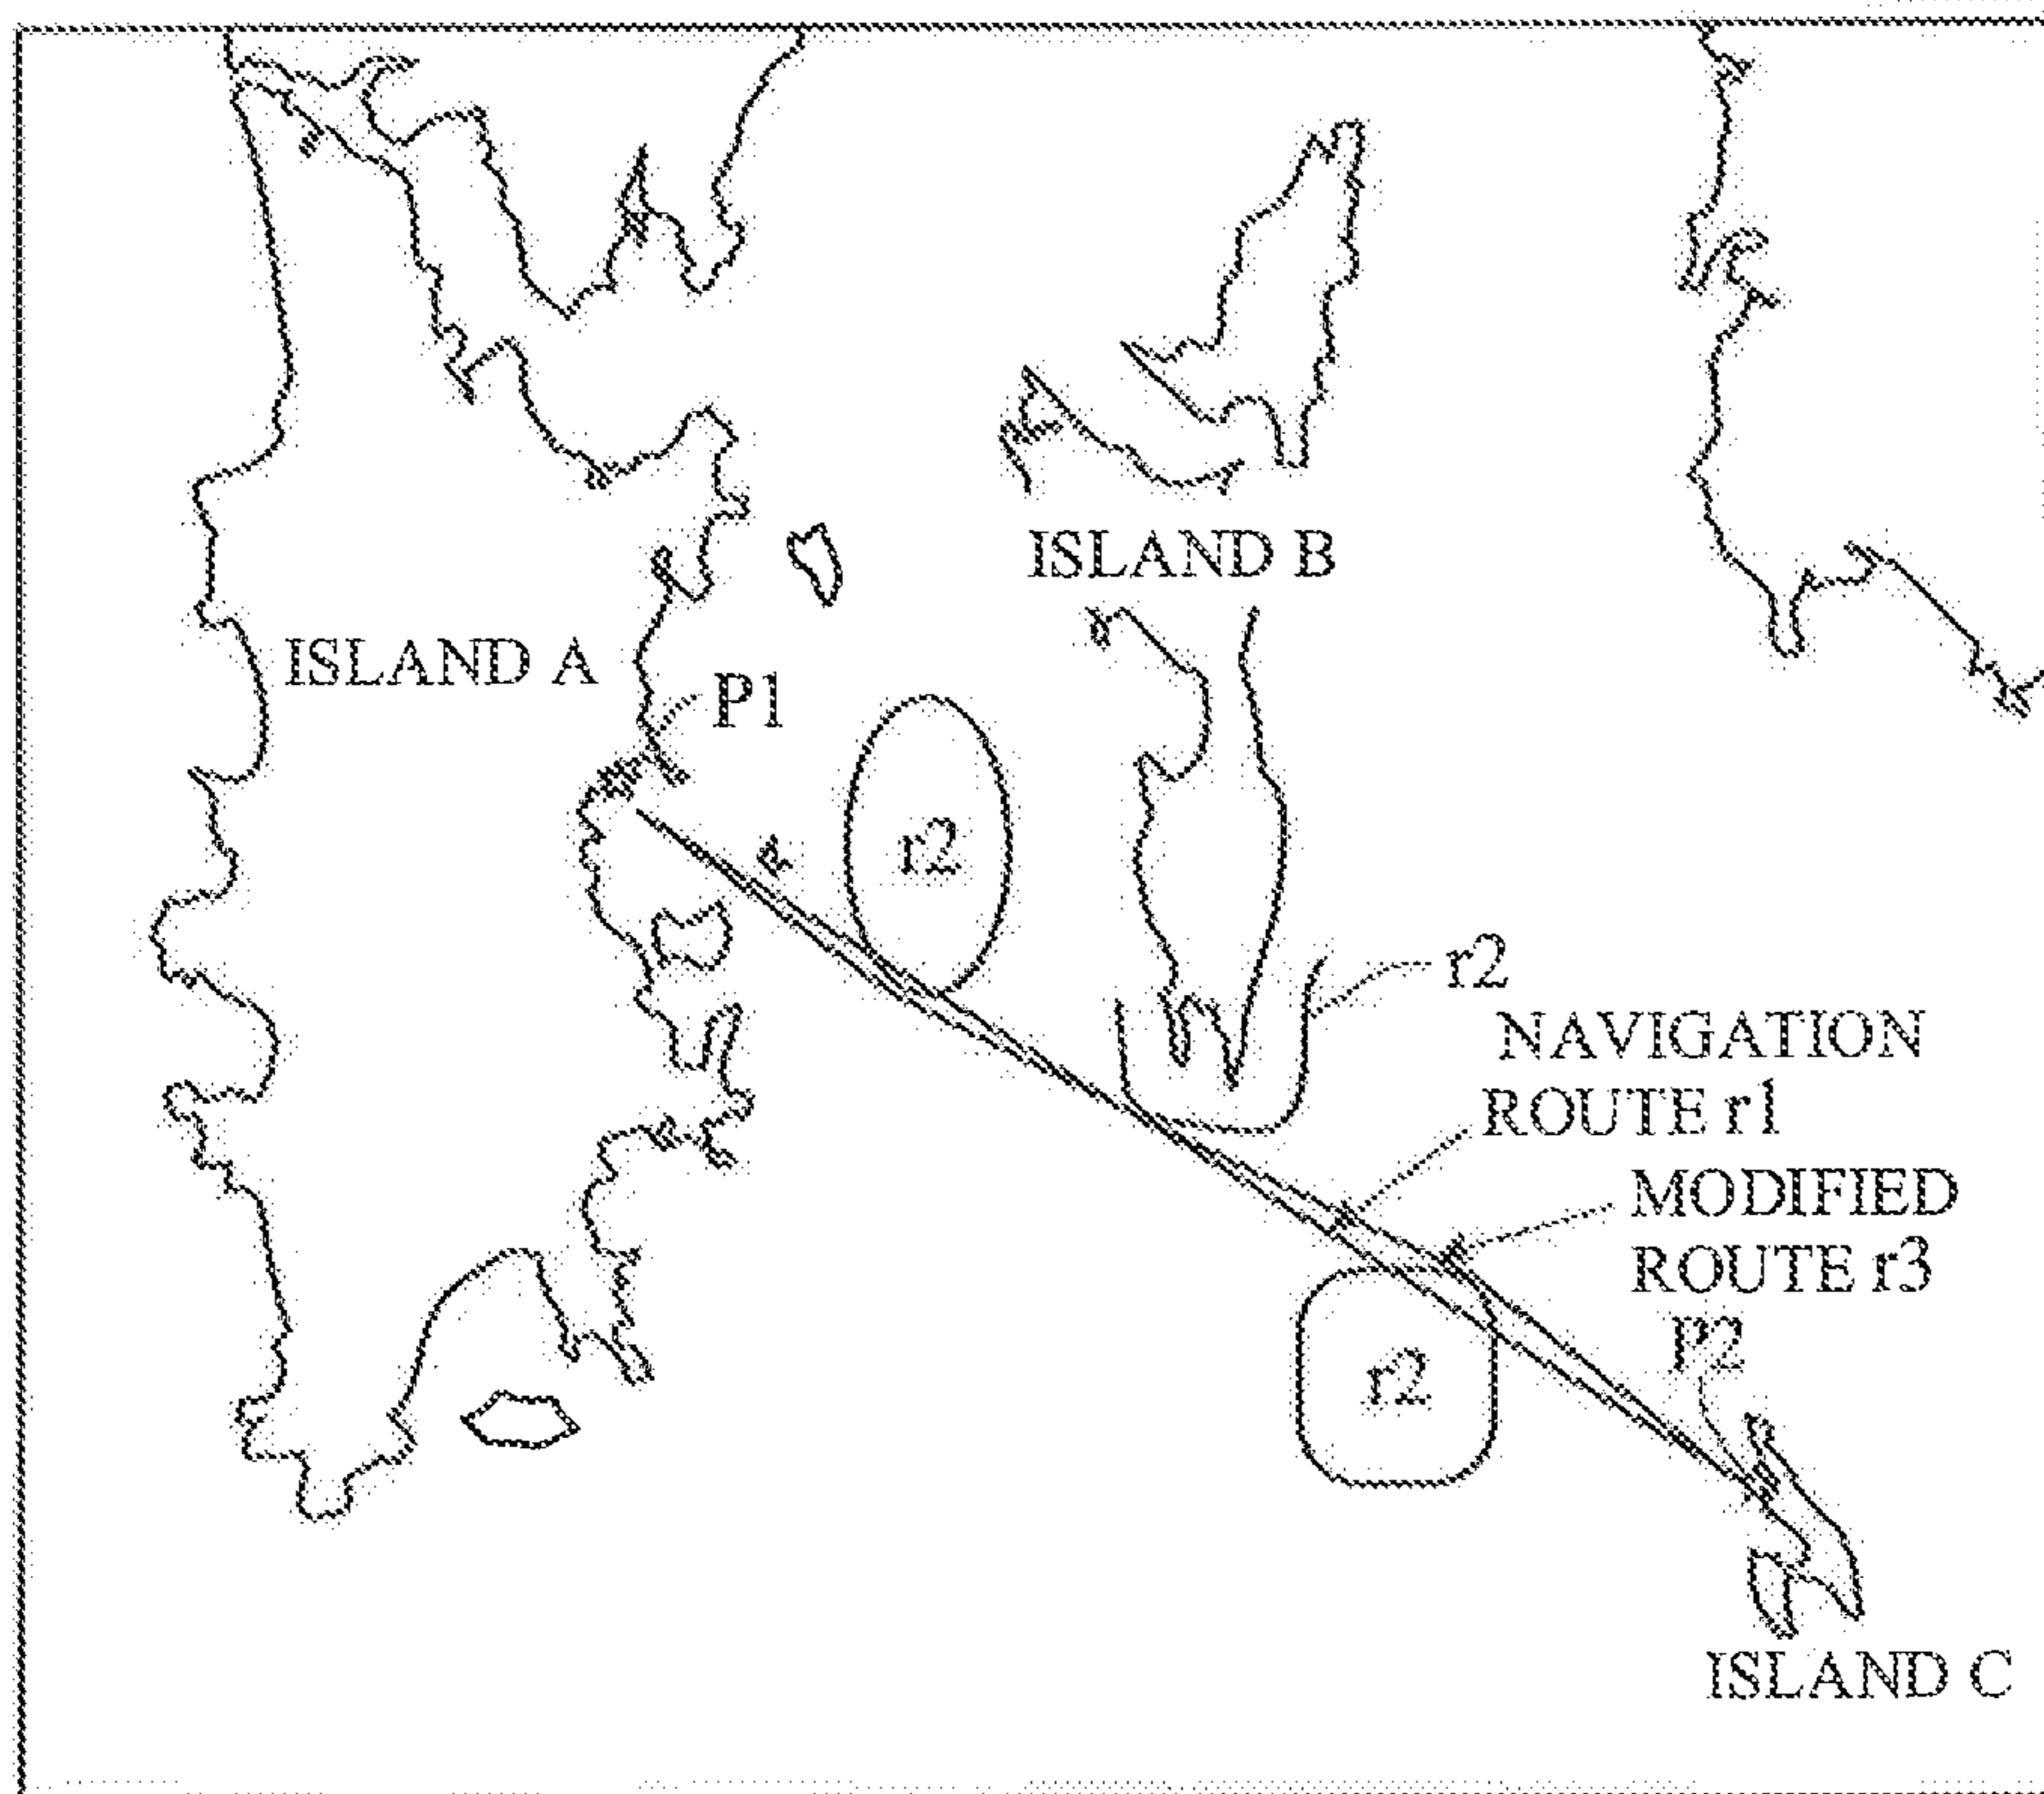 ISLAND B
ISLAND A
P1
r2
r2
NAVIGATION
ROUTE r1
MODIFIED
ROUTE r3
P2
r2
ISLAND C